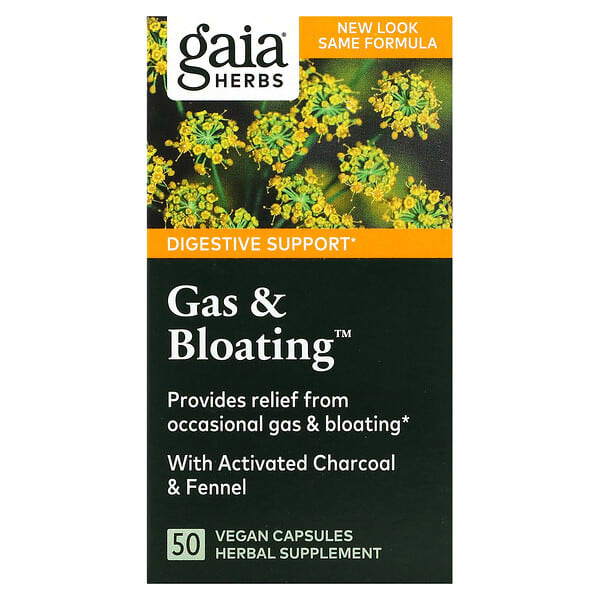 gaia®
HERBS
NEW LOOK
SAME FORMULA
DIGESTIVE SUPPORT*
Gas &
Bloating™
Provides relief from
occasional gas & bloating*
With Activated Charcoal
& Fennel
50 VEGAN CAPSULES
HERBAL SUPPLEMENT